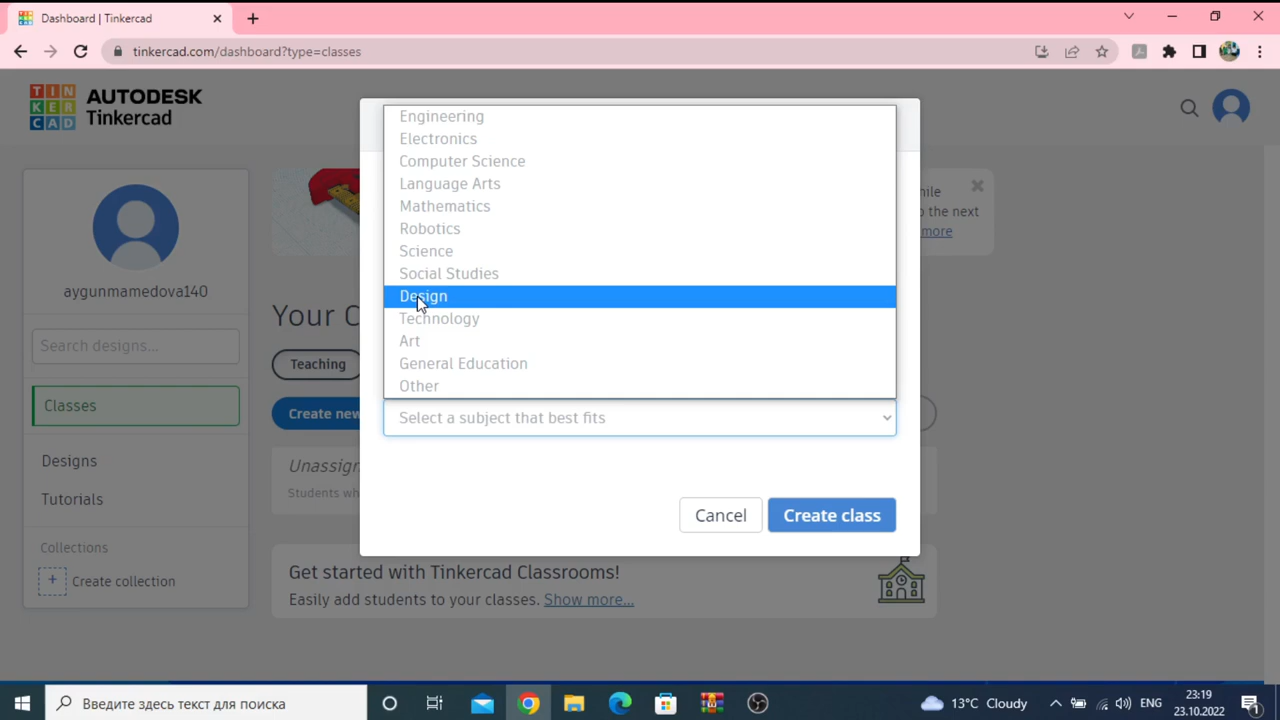 Dashboard | Tinkercad
tinkercad.com/dashboard?type=classes
TINKERCAD
AUTODESK
Tinkercad
Engineering
Electronics
Computer Science
Language Arts
Mathematics
Robotics
Science
Social Studies
Design
Technology
Art
General Education
Other
Select a subject that best fits
Cancel
Create class
aygunmamedova140
Search designs...
Classes
Designs
Tutorials
Collections
+ Create collection
while
the next
more
Your C
Teaching
Create new
Unassign
Students wh
Get started with Tinkercad Classrooms!
Easily add students to your classes. Show more...
Введите здесь текст для поиска
13°C Cloudy
ENG
23:19
23.10.2022
1